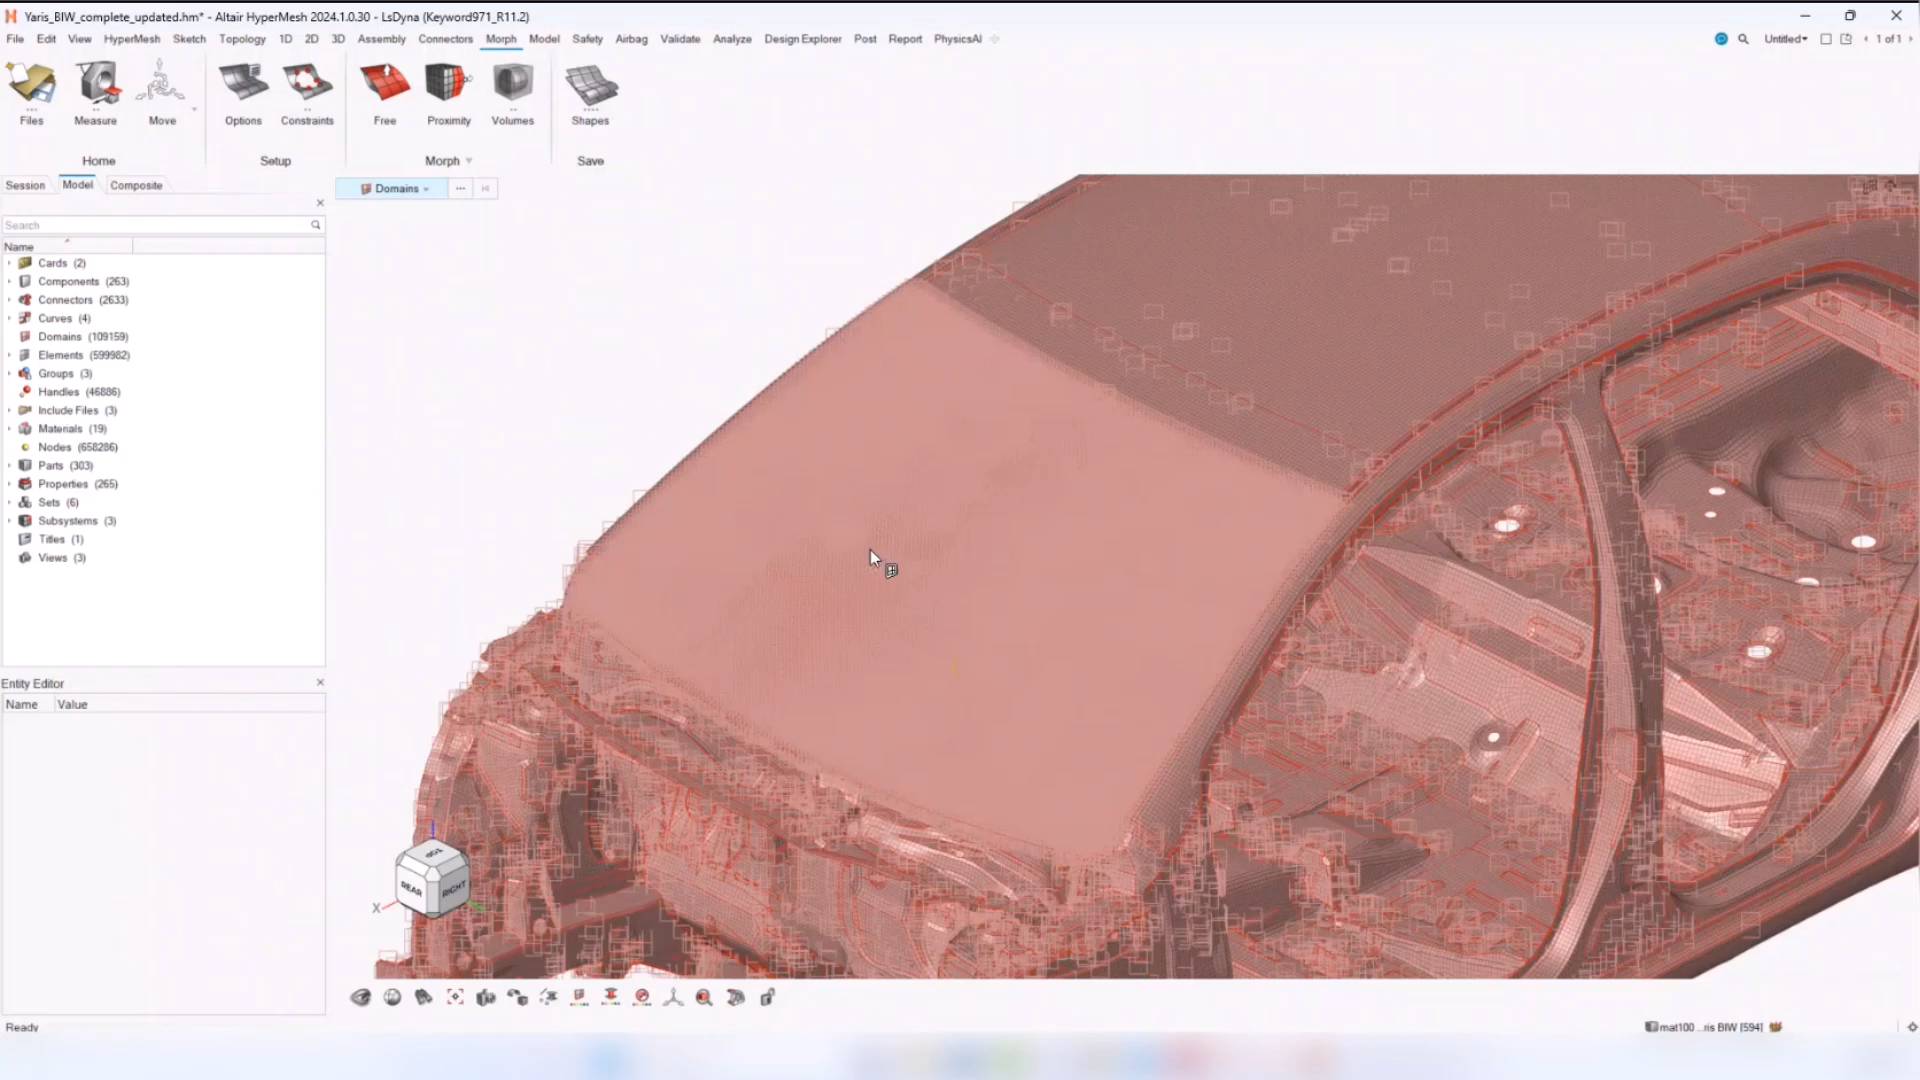 Yaris_BIW_complete_updated.hm* - Altair HyperMesh 2024.1.0.30 - LsDyna (Keyword971_R11.2)
File Edit View HyperMesh Sketch Topology 1D 2D 3D Assembly Connectors Morph Model Safety Airbag Validate Analyze Design Explorer Post Report PhysicsAI
Untitled 1 of 1
Files Measure Move Options Constraints Free Proximity Volumes Shapes
Home Setup Morph Save
Session Model Composite
Domains
Search
Name
Cards (2)
Components (263)
Connectors (2633)
Curves (4)
Domains (109159)
Elements (599982)
Groups (3)
Handles (46886)
Include Files (3)
Materials (19)
Nodes (658286)
Parts (303)
Properties (265)
Sets (6)
Subsystems (3)
Titles (1)
Views (3)
Entity Editor
Name Value
TOP
REAR RIGHT
X
Ready
mat100 ...ris BIW [594]